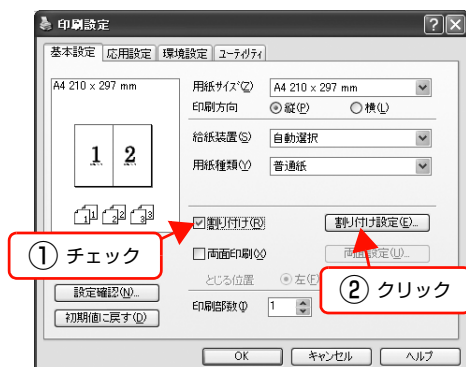 印刷設定
基本設定 応用設定 環境設定 ユーティリティ
A4 210 × 297 mm
用紙サイズ(Z) A4 210 × 297 mm
印刷方向 縦(P) 横(L)
給紙装置(S) 自動選択
用紙種類(Y) 普通紙
1 2
1 2 3
割り付け(R) 割り付け設定(E)...
① チェック
両面印刷(X) 両面設定(U)...
とじる位置 左(E)
② クリック
設定確認(N)...
印刷部数(I) 1
初期値に戻す(D)
OK キャンセル ヘルプ